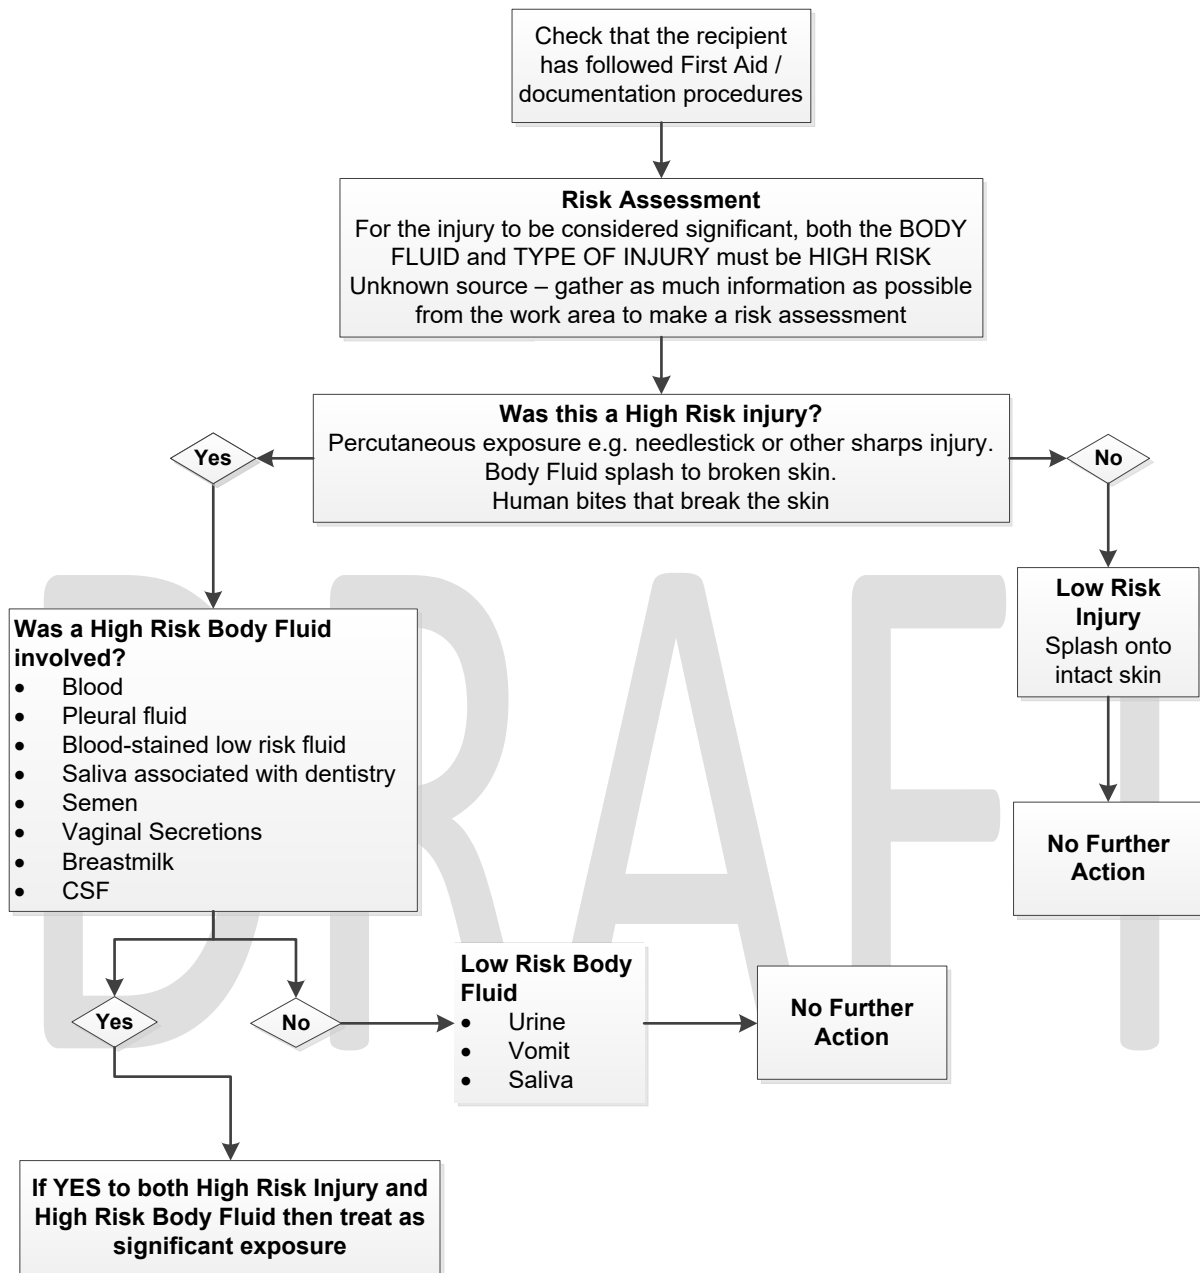 Check that the recipient
has followed First Aid /
documentation procedures
Risk Assessment
For the injury to be considered significant, both the BODY
FLUID and TYPE OF INJURY must be HIGH RISK
Unknown source – gather as much information as possible
from the work area to make a risk assessment
Was this a High Risk injury?
Percutaneous exposure e.g. needlestick or other sharps injury.
Body Fluid splash to broken skin.
Human bites that break the skin
Yes
No
Low Risk
Injury
Splash onto
intact skin
No Further
Action
Was a High Risk Body Fluid
involved?
• Blood
• Pleural fluid
• Blood-stained low risk fluid
• Saliva associated with dentistry
• Semen
• Vaginal Secretions
• Breastmilk
• CSF
Yes
No
Low Risk Body
Fluid
• Urine
• Vomit
• Saliva
No Further
Action
If YES to both High Risk Injury and
High Risk Body Fluid then treat as
significant exposure
DRAFT